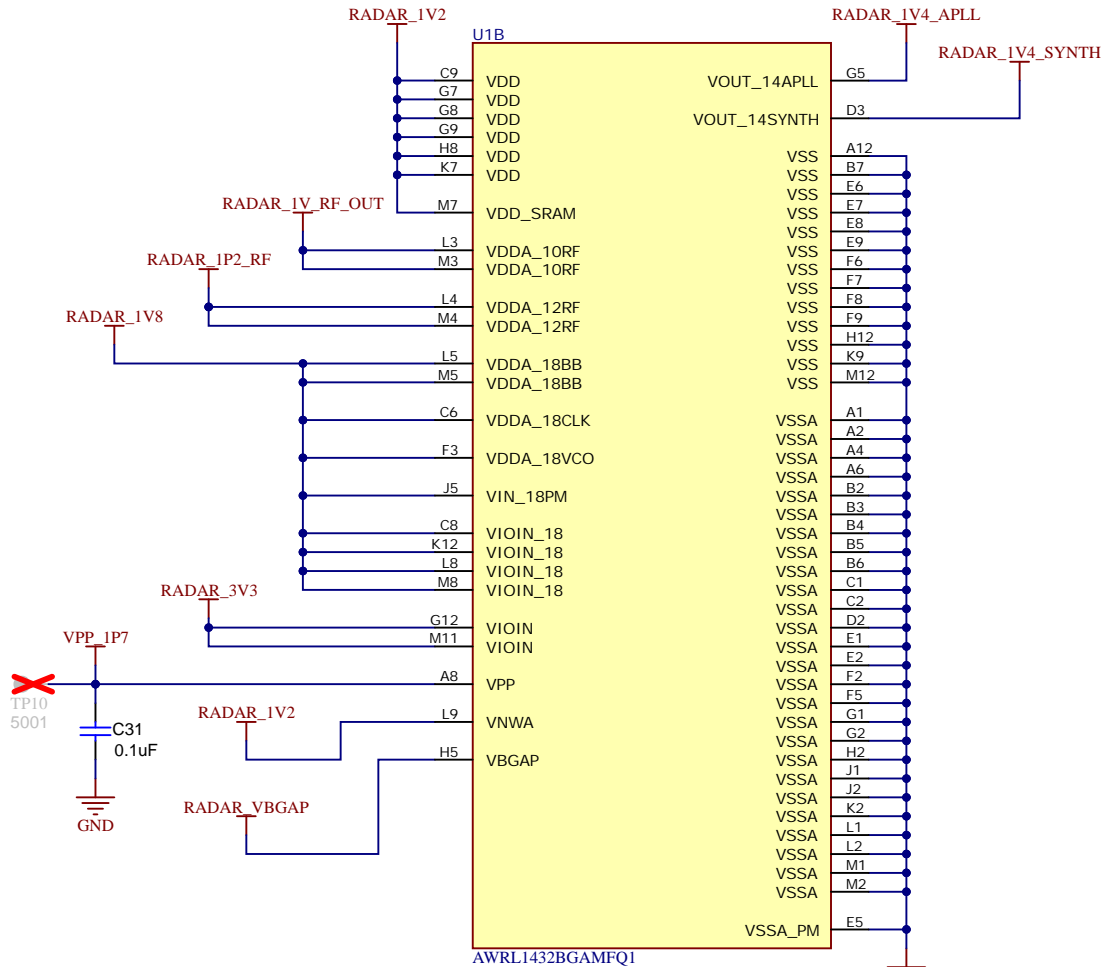 RADAR_1V2
RADAR_1V4_APLL
U1B
RADAR_1V4_SYNTH
C9 VDD
G7 VDD
G8 VDD
G9 VDD
H8 VDD
K7 VDD
M7 VDD_SRAM
RADAR_1V_RF_OUT
L3 VDDA_10RF
M3 VDDA_10RF
RADAR_1P2_RF
L4 VDDA_12RF
M4 VDDA_12RF
RADAR_1V8
L5 VDDA_18BB
M5 VDDA_18BB
C6 VDDA_18CLK
F3 VDDA_18VCO
J5 VIN_18PM
C8 VIOIN_18
K12 VIOIN_18
L8 VIOIN_18
M8 VIOIN_18
RADAR_3V3
G12 VIOIN
M11 VIOIN
VPP_1P7
A8 VPP
TP10
5001
C31
0.1uF
GND
RADAR_1V2
L9 VNWA
H5 VBGAP
RADAR_VBGAP
VOUT_14APLL G5
VOUT_14SYNTH D3
VSS A12
VSS B7
VSS E6
VSS E7
VSS E8
VSS E9
VSS F6
VSS F7
VSS F8
VSS F9
VSS H12
VSS K9
VSS M12
VSSA A1
VSSA A2
VSSA A4
VSSA A6
VSSA B2
VSSA B3
VSSA B4
VSSA B5
VSSA B6
VSSA C1
VSSA C2
VSSA D2
VSSA E1
VSSA E2
VSSA F2
VSSA F5
VSSA G1
VSSA G2
VSSA H2
VSSA J1
VSSA J2
VSSA K2
VSSA L1
VSSA L2
VSSA M1
VSSA M2
VSSA_PM E5
AWRL1432BGAMFQ1